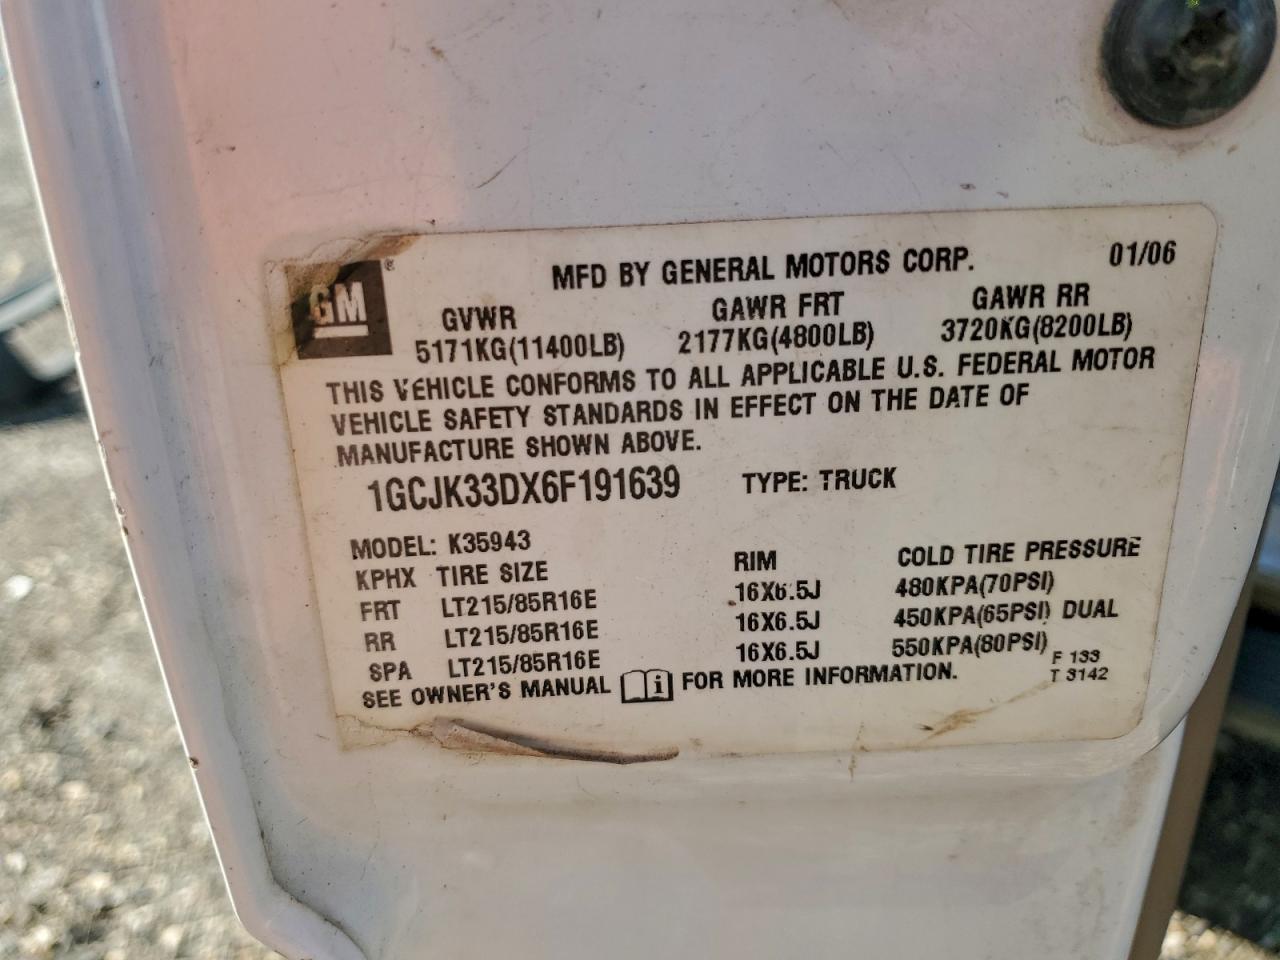 GM ®
MFD BY GENERAL MOTORS CORP. 01/06
GVWR GAWR FRT GAWR RR
5171KG(11400LB) 2177KG(4800LB) 3720KG(8200LB)
THIS VEHICLE CONFORMS TO ALL APPLICABLE U.S. FEDERAL MOTOR
VEHICLE SAFETY STANDARDS IN EFFECT ON THE DATE OF
MANUFACTURE SHOWN ABOVE.
1GCJK33DX6F191639 TYPE: TRUCK
MODEL: K35943
KPHX TIRE SIZE RIM COLD TIRE PRESSURE
FRT LT215/85R16E 16X6.5J 480KPA(70PSI)
RR LT215/85R16E 16X6.5J 450KPA(65PSI) DUAL
SPA LT215/85R16E 16X6.5J 550KPA(80PSI)
SEE OWNER'S MANUAL i FOR MORE INFORMATION.
F 133
T 3142